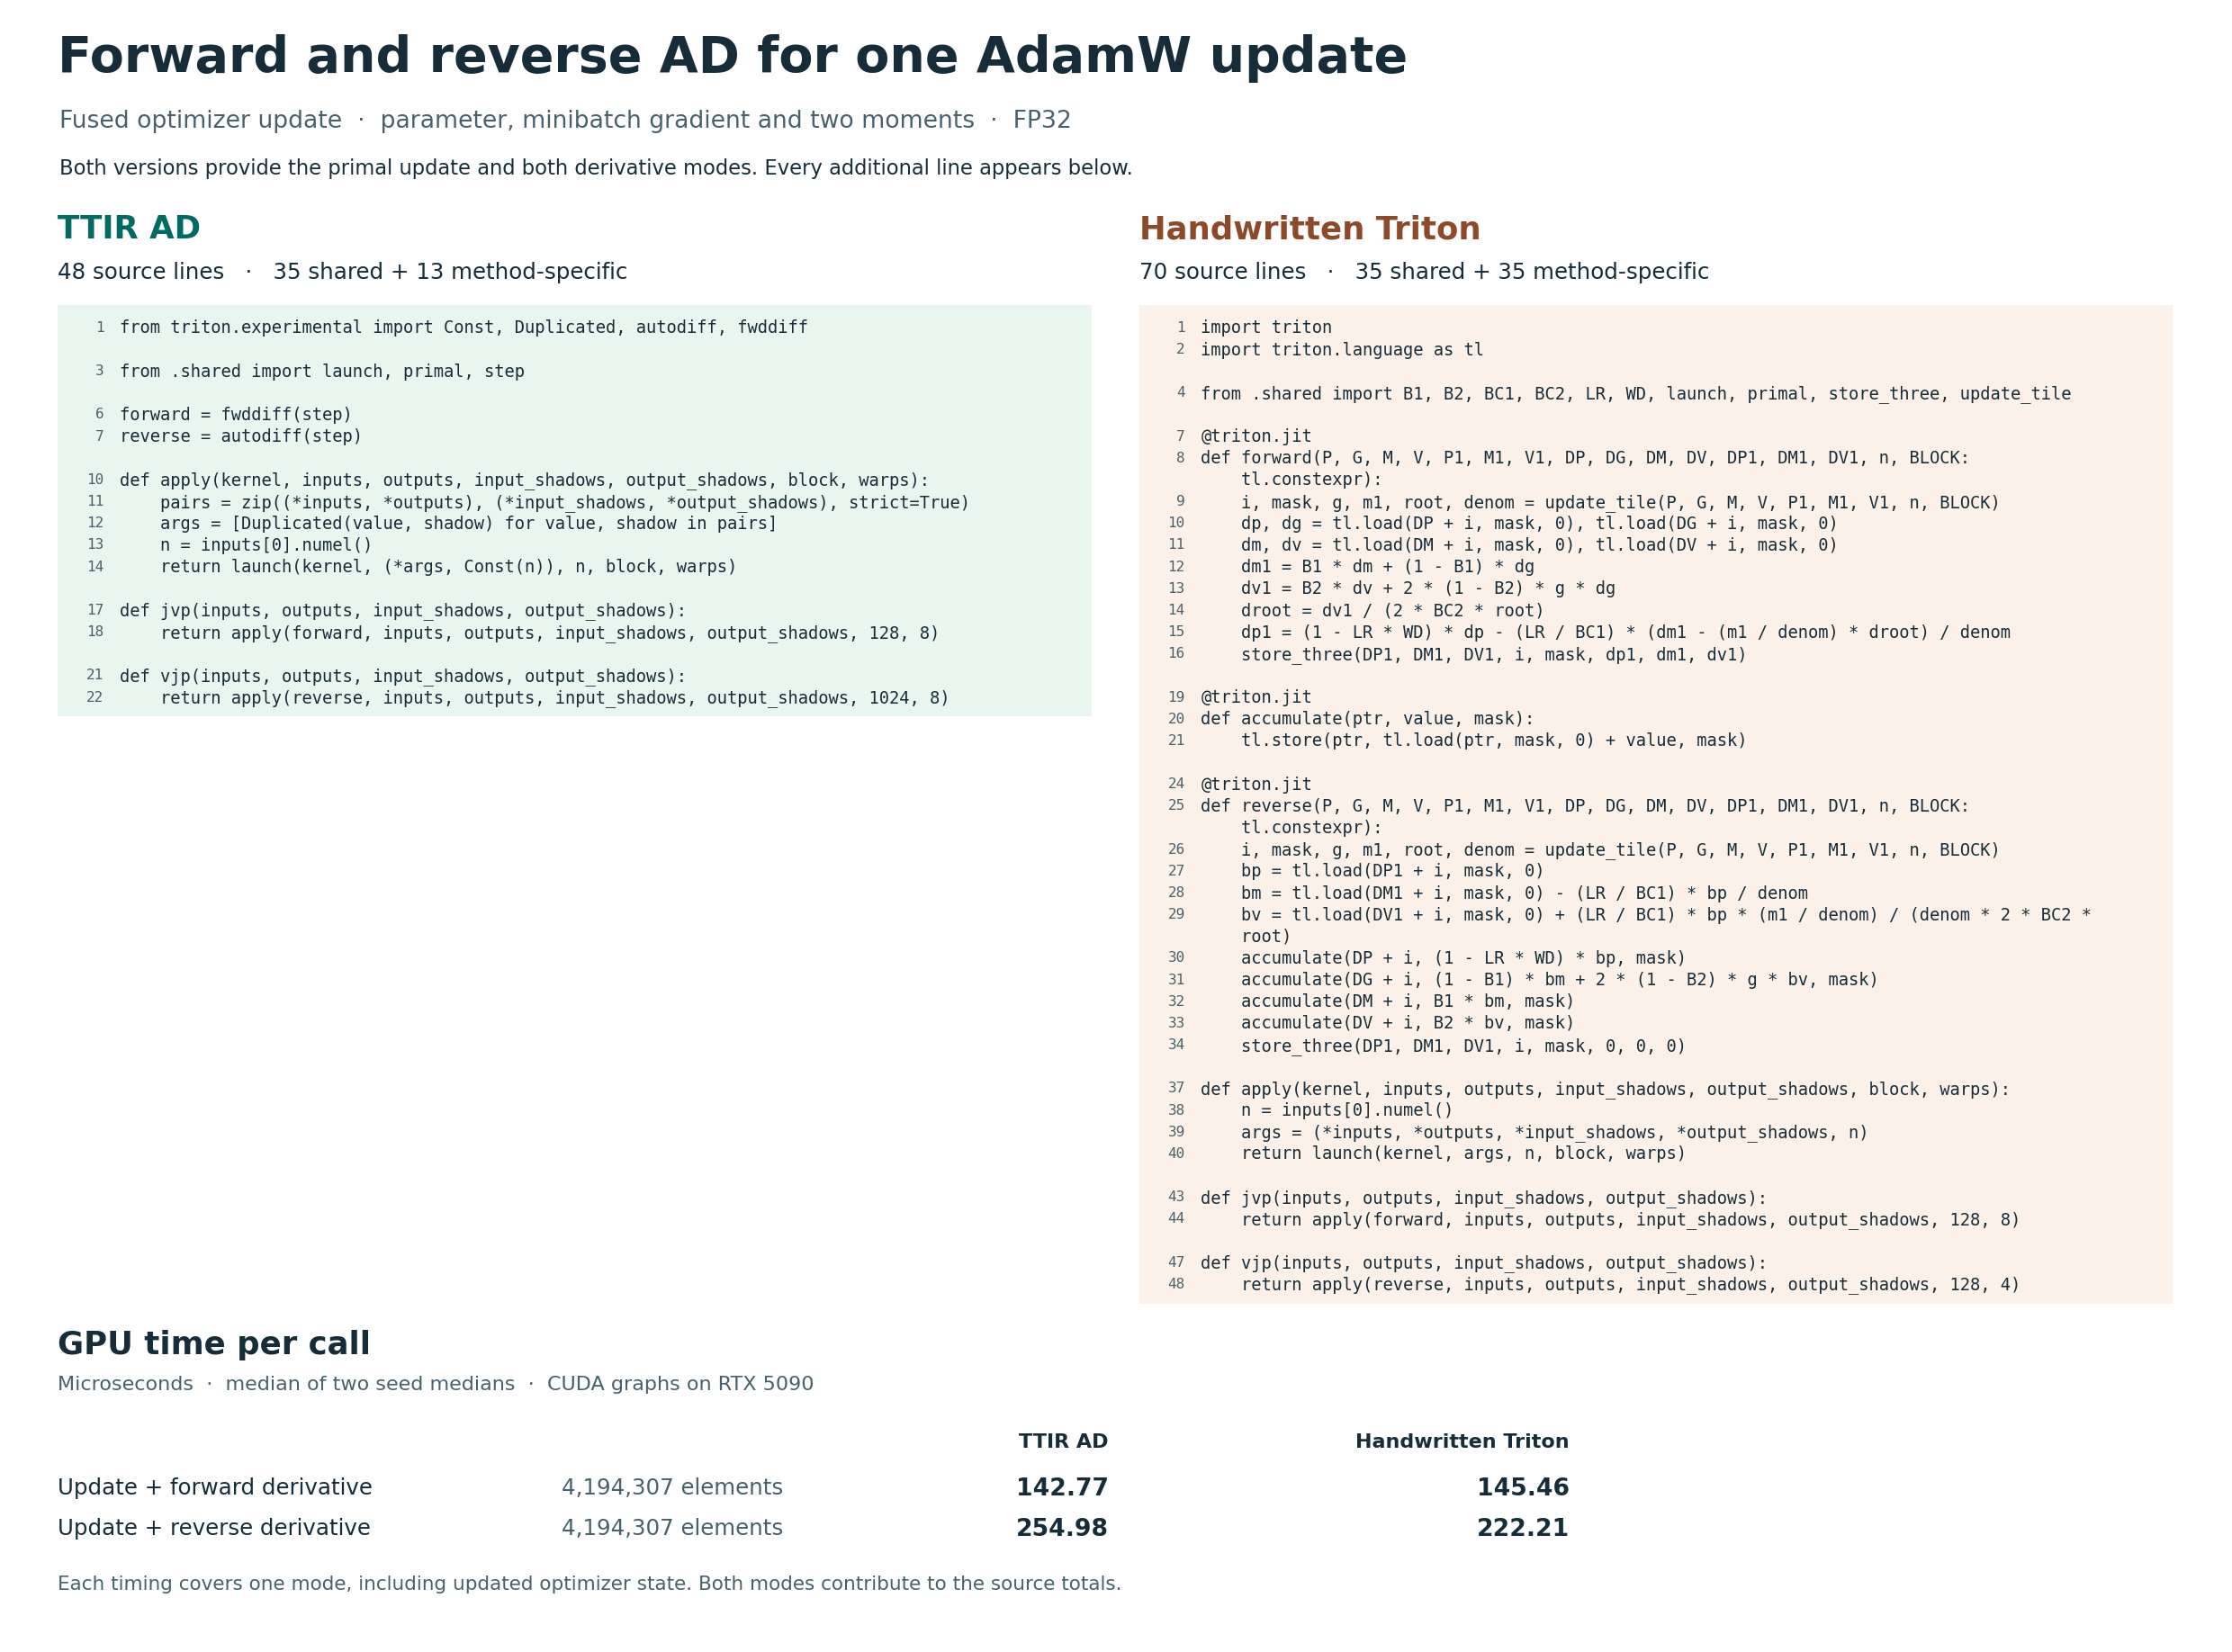 Forward and reverse AD for one AdamW update
Fused optimizer update · parameter, minibatch gradient and two moments · FP32
Both versions provide the primal update and both derivative modes. Every additional line appears below.
TTIR AD
48 source lines · 35 shared + 13 method-specific
1 from triton.experimental import Const, Duplicated, autodiff, fwddiff
3 from .shared import launch, primal, step
6 forward = fwddiff(step)
7 reverse = autodiff(step)
10 def apply(kernel, inputs, outputs, input_shadows, output_shadows, block, warps):
11     pairs = zip((*inputs, *outputs), (*input_shadows, *output_shadows), strict=True)
12     args = [Duplicated(value, shadow) for value, shadow in pairs]
13     n = inputs[0].numel()
14     return launch(kernel, (*args, Const(n)), n, block, warps)
17 def jvp(inputs, outputs, input_shadows, output_shadows):
18     return apply(forward, inputs, outputs, input_shadows, output_shadows, 128, 8)
21 def vjp(inputs, outputs, input_shadows, output_shadows):
22     return apply(reverse, inputs, outputs, input_shadows, output_shadows, 1024, 8)
Handwritten Triton
70 source lines · 35 shared + 35 method-specific
1 import triton
2 import triton.language as tl
4 from .shared import B1, B2, BC1, BC2, LR, WD, launch, primal, store_three, update_tile
7 @triton.jit
8 def forward(P, G, M, V, P1, M1, V1, DP, DG, DM, DV, DP1, DM1, DV1, n, BLOCK:
tl.constexpr):
9     i, mask, g, m1, root, denom = update_tile(P, G, M, V, P1, M1, V1, n, BLOCK)
10     dp, dg = tl.load(DP + i, mask, 0), tl.load(DG + i, mask, 0)
11     dm, dv = tl.load(DM + i, mask, 0), tl.load(DV + i, mask, 0)
12     dm1 = B1 * dm + (1 - B1) * dg
13     dv1 = B2 * dv + 2 * (1 - B2) * g * dg
14     droot = dv1 / (2 * BC2 * root)
15     dp1 = (1 - LR * WD) * dp - (LR / BC1) * (dm1 - (m1 / denom) * droot) / denom
16     store_three(DP1, DM1, DV1, i, mask, dp1, dm1, dv1)
19 @triton.jit
20 def accumulate(ptr, value, mask):
21     tl.store(ptr, tl.load(ptr, mask, 0) + value, mask)
24 @triton.jit
25 def reverse(P, G, M, V, P1, M1, V1, DP, DG, DM, DV, DP1, DM1, DV1, n, BLOCK:
tl.constexpr):
26     i, mask, g, m1, root, denom = update_tile(P, G, M, V, P1, M1, V1, n, BLOCK)
27     bp = tl.load(DP1 + i, mask, 0)
28     bm = tl.load(DM1 + i, mask, 0) - (LR / BC1) * bp / denom
29     bv = tl.load(DV1 + i, mask, 0) + (LR / BC1) * bp * (m1 / denom) / (denom * 2 * BC2 *
root)
30     accumulate(DP + i, (1 - LR * WD) * bp, mask)
31     accumulate(DG + i, (1 - B1) * bm + 2 * (1 - B2) * g * bv, mask)
32     accumulate(DM + i, B1 * bm, mask)
33     accumulate(DV + i, B2 * bv, mask)
34     store_three(DP1, DM1, DV1, i, mask, 0, 0, 0)
37 def apply(kernel, inputs, outputs, input_shadows, output_shadows, block, warps):
38     n = inputs[0].numel()
39     args = (*inputs, *outputs, *input_shadows, *output_shadows, n)
40     return launch(kernel, args, n, block, warps)
43 def jvp(inputs, outputs, input_shadows, output_shadows):
44     return apply(forward, inputs, outputs, input_shadows, output_shadows, 128, 8)
47 def vjp(inputs, outputs, input_shadows, output_shadows):
48     return apply(reverse, inputs, outputs, input_shadows, output_shadows, 128, 4)
GPU time per call
Microseconds · median of two seed medians · CUDA graphs on RTX 5090
TTIR AD Handwritten Triton
Update + forward derivative 4,194,307 elements 142.77 145.46
Update + reverse derivative 4,194,307 elements 254.98 222.21
Each timing covers one mode, including updated optimizer state. Both modes contribute to the source totals.